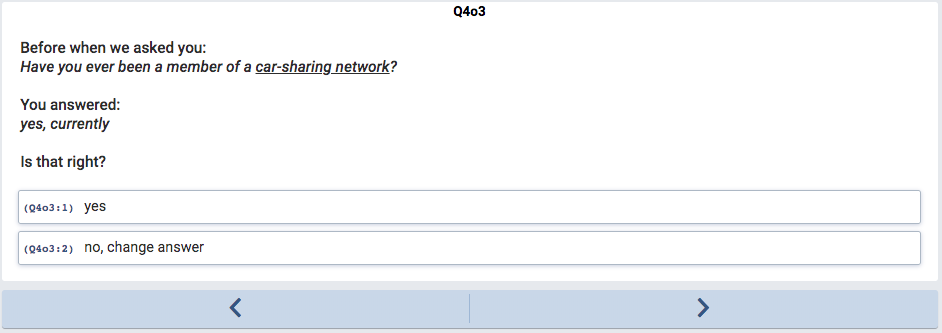 Q4o3
Before when we asked you:
Have you ever been a member of a car-sharing network?
You answered:
yes, currently
Is that right?
(Q4o3:1) yes
(Q4o3:2) no, change answer